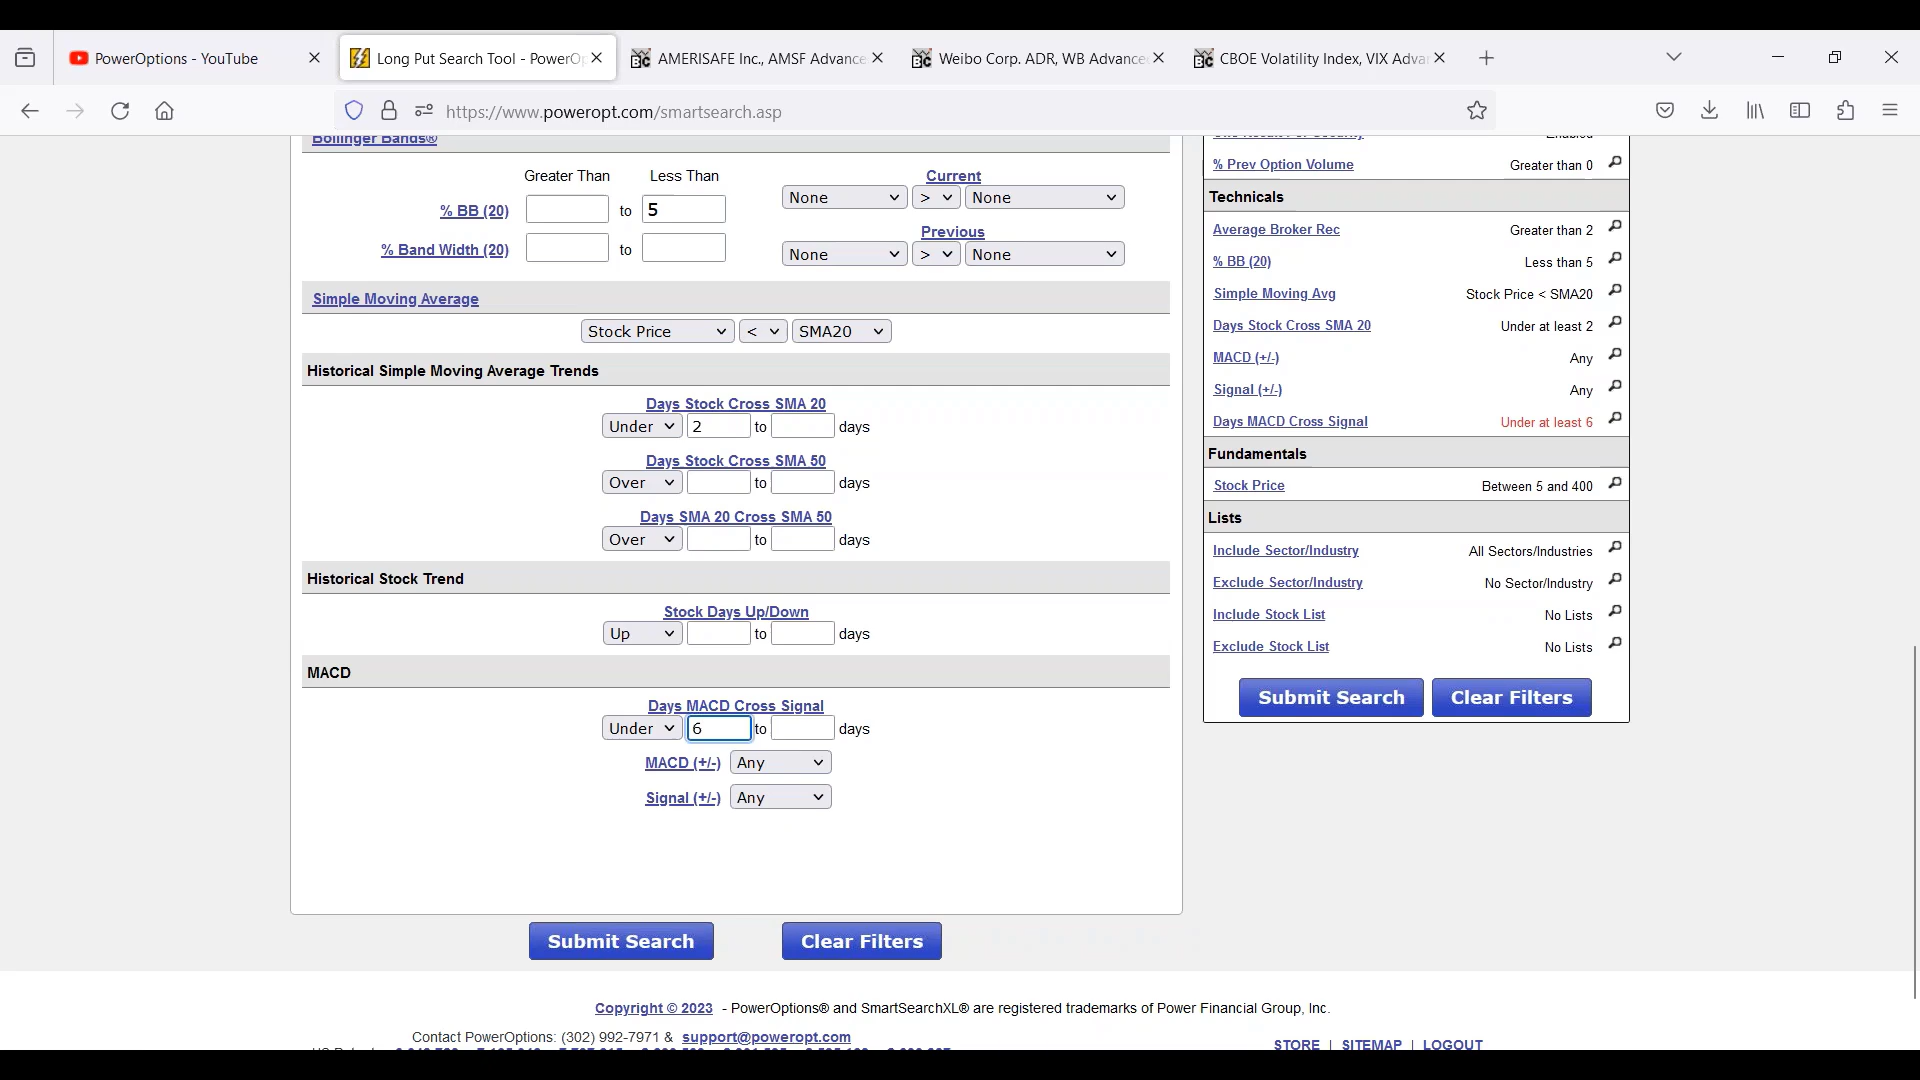 PowerOptions - YouTube
Long Put Search Tool - PowerOp
AMERISAFE Inc., AMSF Advance
Weibo Corp. ADR, WB Advance
CBOE Volatility Index, VIX Adva
https://www.poweropt.com/smartsearch.asp
Bollinger Bands®
Greater Than Less Than
% BB (20) to 5
% Band Width (20) to
Current
None > None
Previous
None > None
Simple Moving Average
Stock Price < SMA20
Historical Simple Moving Average Trends
Days Stock Cross SMA 20
Under 2 to days
Days Stock Cross SMA 50
Over to days
Days SMA 20 Cross SMA 50
Over to days
Historical Stock Trend
Stock Days Up/Down
Up to days
MACD
Days MACD Cross Signal
Under 6 to days
MACD (+/-) Any
Signal (+/-) Any
Submit Search Clear Filters
% Prev Option Volume Greater than 0
Technicals
Average Broker Rec Greater than 2
% BB (20) Less than 5
Simple Moving Avg Stock Price < SMA20
Days Stock Cross SMA 20 Under at least 2
MACD (+/-) Any
Signal (+/-) Any
Days MACD Cross Signal Under at least 6
Fundamentals
Stock Price Between 5 and 400
Lists
Include Sector/Industry All Sectors/Industries
Exclude Sector/Industry No Sector/Industry
Include Stock List No Lists
Exclude Stock List No Lists
Submit Search Clear Filters
Copyright © 2023 - PowerOptions® and SmartSearchXL® are registered trademarks of Power Financial Group, Inc.
Contact PowerOptions: (302) 992-7971 & support@poweropt.com
STORE | SITEMAP | LOGOUT